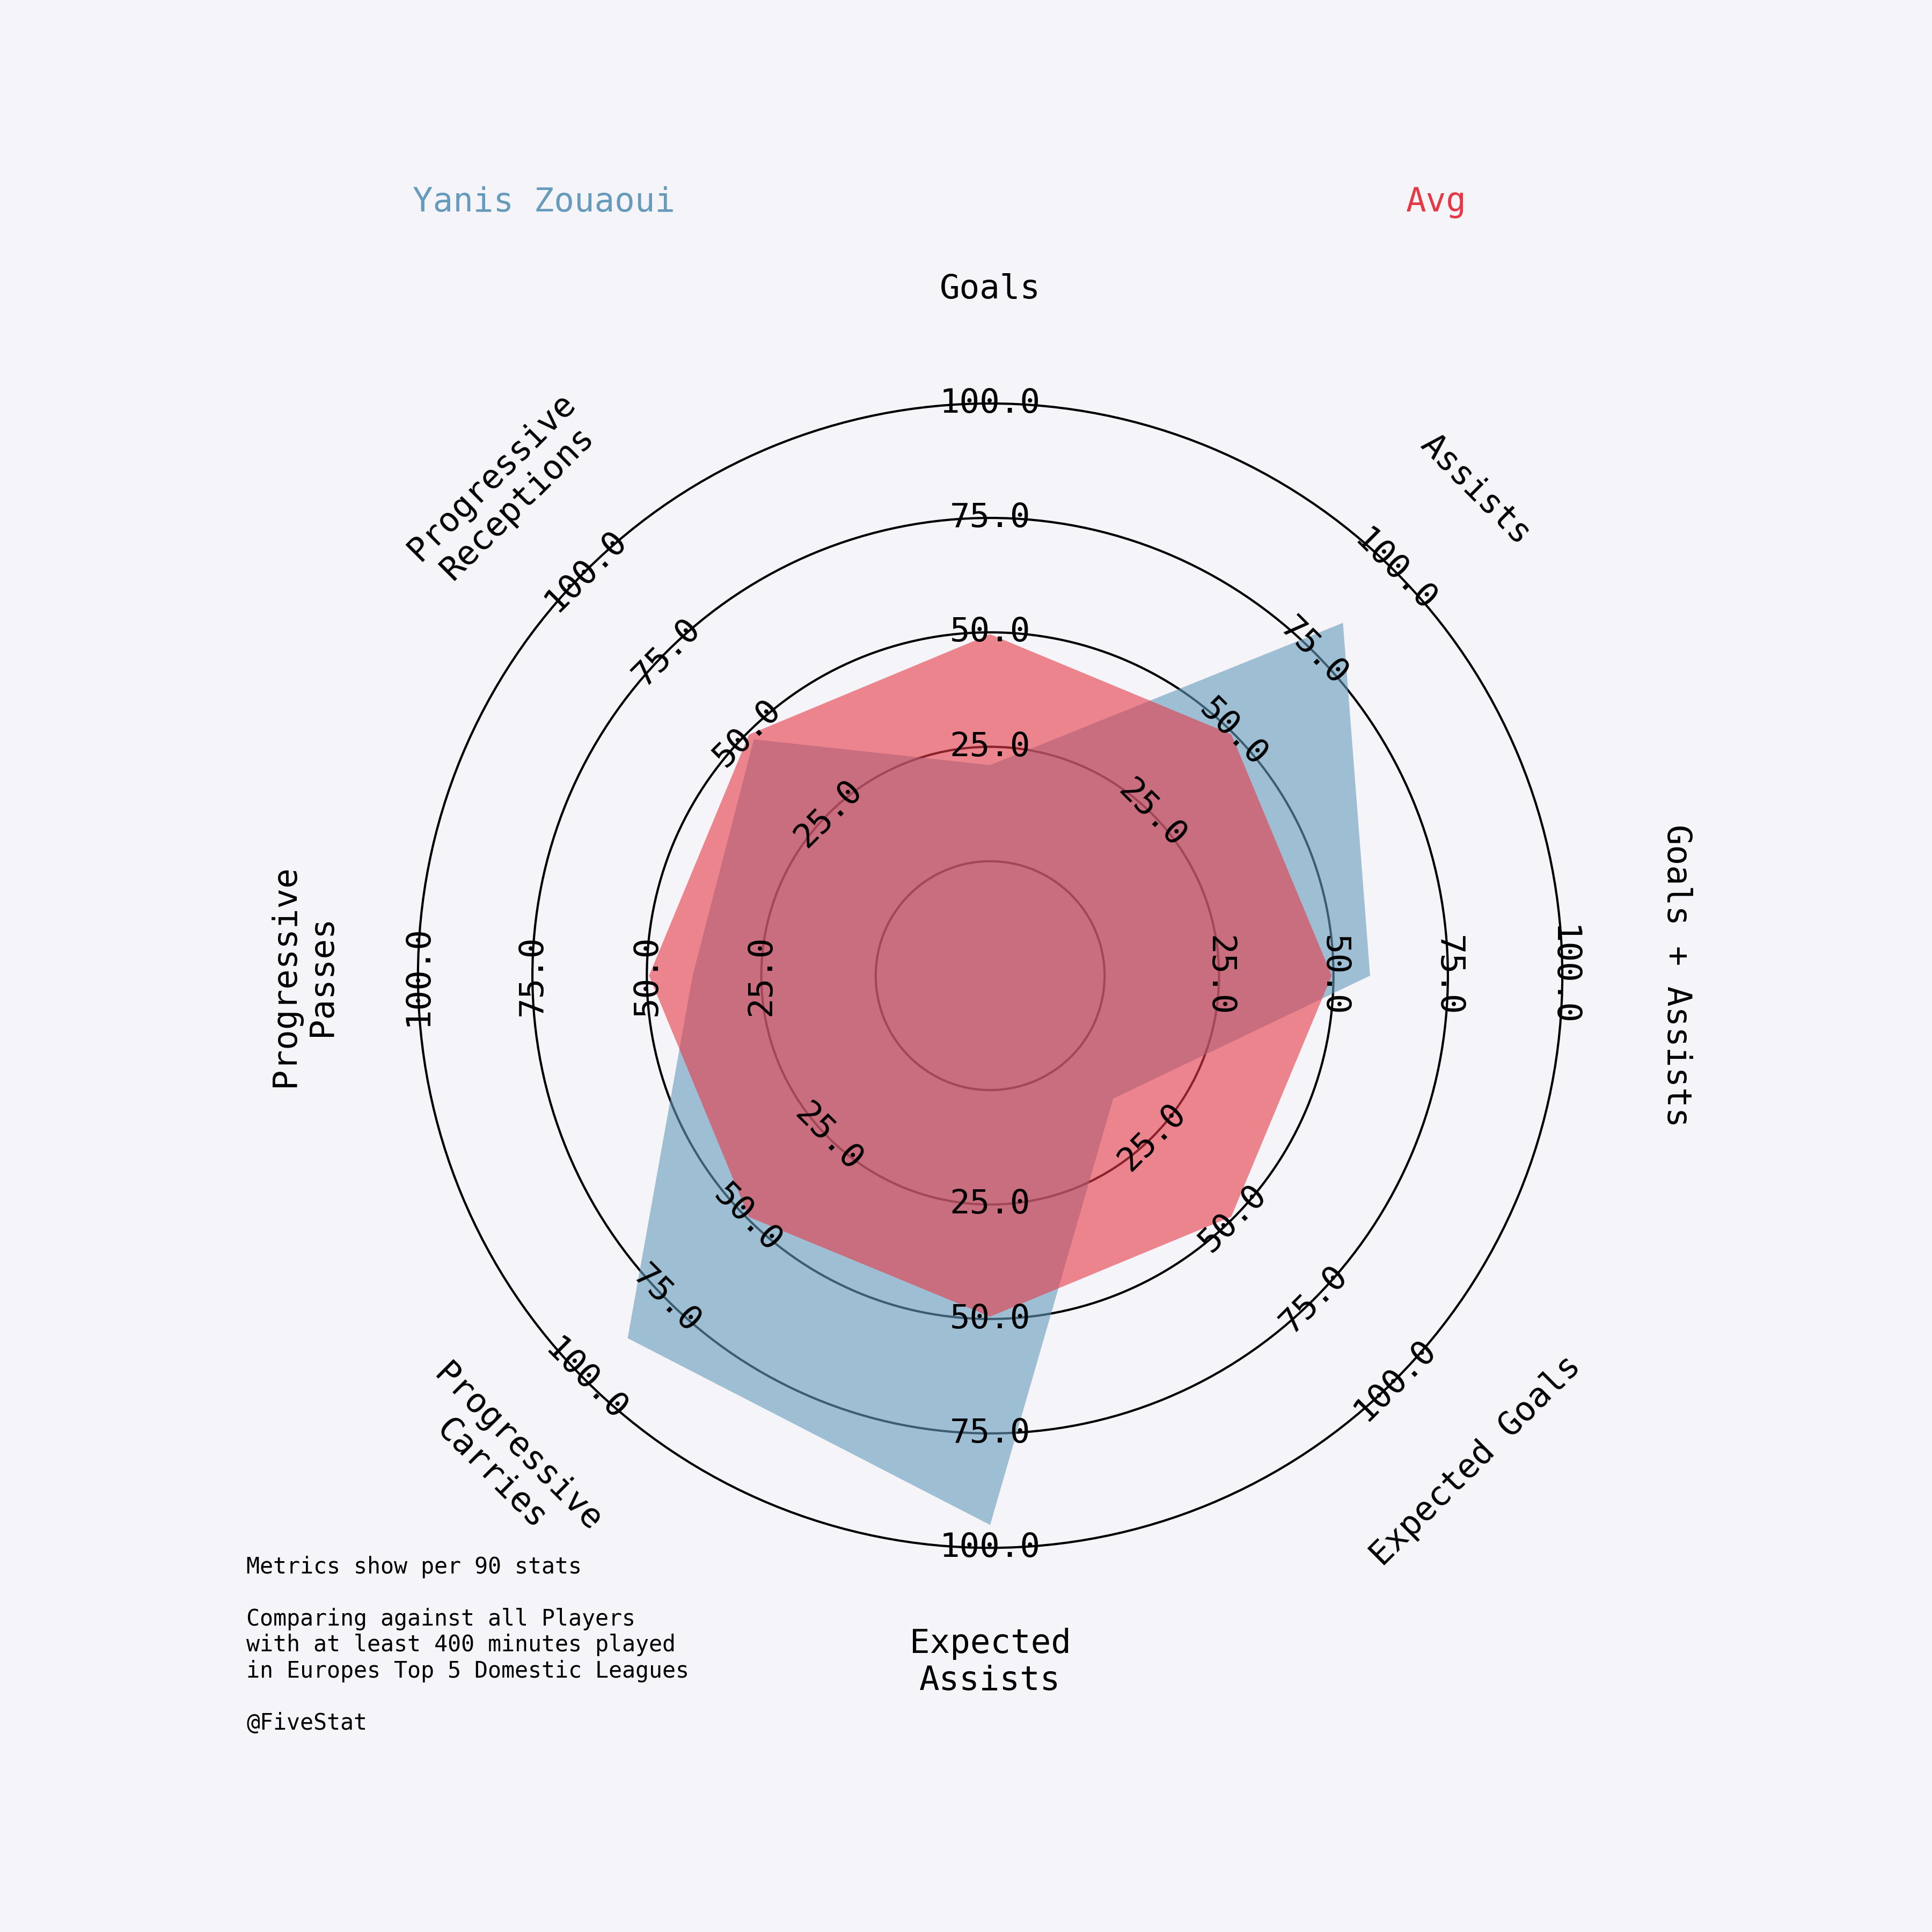 Yanis Zouaoui
Avg
Goals
Assists
Goals + Assists
Expected Goals
Expected
Assists
Progressive
Carries
Progressive
Passes
Progressive
Receptions
100.0
75.0
50.0
25.0
100.0
75.0
50.0
25.0
100.0
75.0
50.0
25.0
100.0
75.0
50.0
25.0
100.0
75.0
50.0
25.0
100.0
75.0
50.0
25.0
100.0
75.0
50.0
25.0
100.0
75.0
50.0
25.0
Metrics show per 90 stats
Comparing against all Players
with at least 400 minutes played
in Europes Top 5 Domestic Leagues
@FiveStat